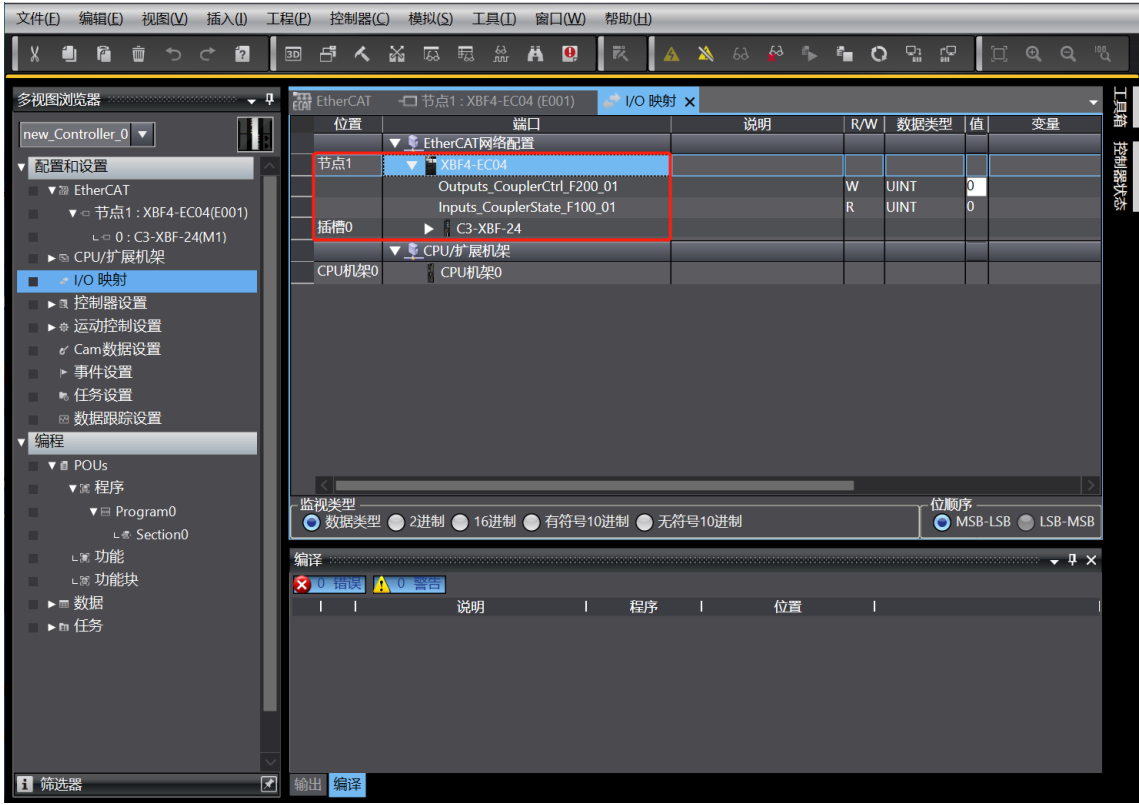 文件(F) 编辑(E) 视图(V) 插入(I) 工程(P) 控制器(C) 模拟(S) 工具(T) 窗口(W) 帮助(H)
多视图浏览器
new_Controller_0
配置和设置
EtherCAT
节点1 : XBF4-EC04(E001)
0 : C3-XBF-24(M1)
CPU/扩展机架
I/O 映射
控制器设置
运动控制设置
Cam数据设置
事件设置
任务设置
数据跟踪设置
编程
POUs
程序
Program0
Section0
功能
功能块
数据
任务
筛选器
EtherCAT 节点1 : XBF4-EC04 (E001) I/O 映射
位置 端口 说明 R/W 数据类型 值 变量
EtherCAT网络配置
节点1 XBF4-EC04
Outputs_CouplerCtrl_F200_01 W UINT 0
Inputs_CouplerState_F100_01 R UINT 0
插槽0 C3-XBF-24
CPU/扩展机架
CPU机架0 CPU机架0
监视类型
数据类型 2进制 16进制 有符号10进制 无符号10进制
位顺序
MSB-LSB LSB-MSB
编译
0 错误 0 警告
说明 程序 位置
输出 编译
工具箱
控制器状态